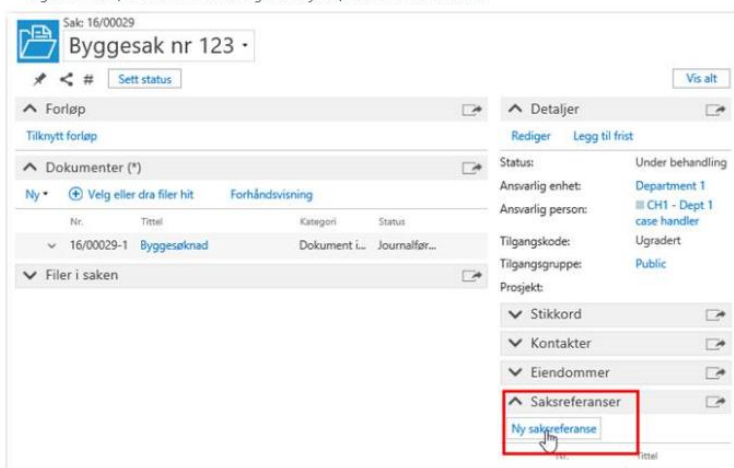 Sak: 16/00029
Byggesak nr 123
# Sett status
Vis alt
Forløp
Tilknytt forløp
Dokumenter (*)
Ny Velg eller dra filer hit Forhåndsvisning
Nr. Tittel Kategori Status
16/00029-1 Byggesøknad Dokument i... Journalfør...
Filer i saken
Detaljer
Rediger Legg til frist
Status: Under behandling
Ansvarlig enhet: Department 1
Ansvarlig person: CH1 - Dept 1
case handler
Tilgangskode: Ugradert
Tilgangsgruppe: Public
Prosjekt:
Stikkord
Kontakter
Eiendommer
Saksreferanser
Ny saksreferanse
Nr. Tittel